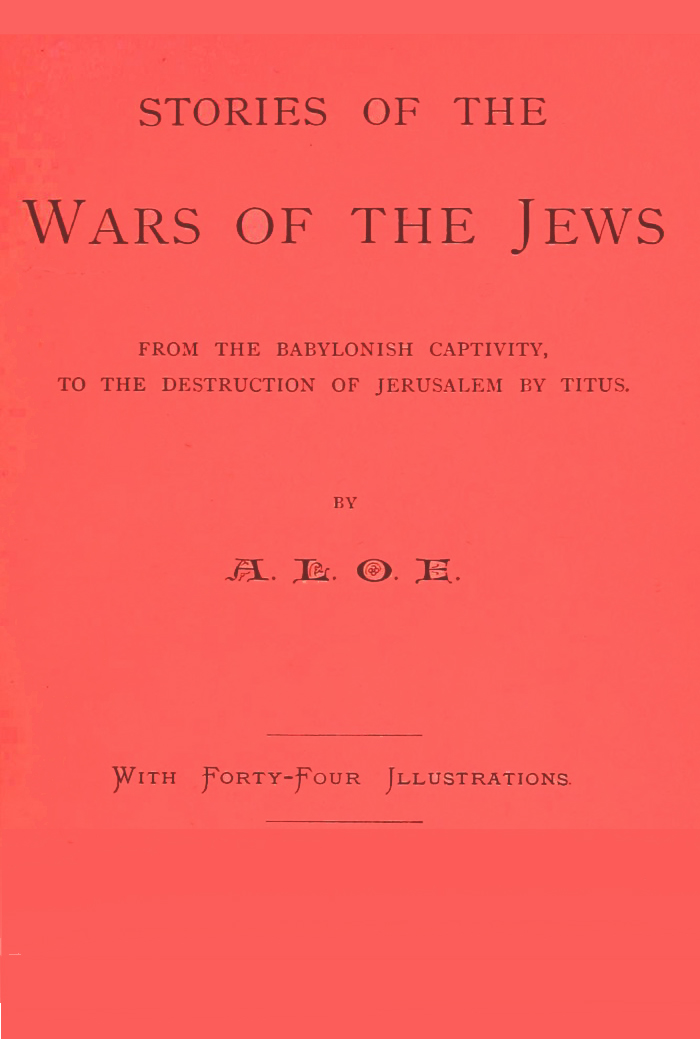 STORIES OF THE
WARS OF THE JEWS
FROM THE BABYLONISH CAPTIVITY,
TO THE DESTRUCTION OF JERUSALEM BY TITUS.
BY
A. L. O. E.
WITH FORTY-FOUR ILLUSTRATIONS.